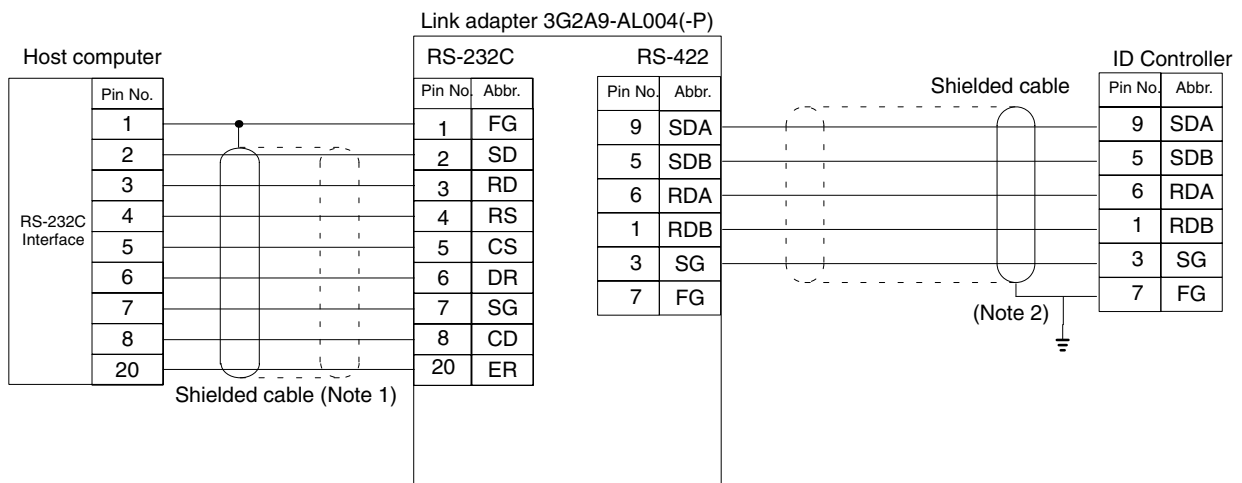 Link adapter 3G2A9-AL004(-P)
Host computer
RS-232C
RS-422
ID Controller
Shielded cable
RS-232C
Interface
Pin No.
1
2
3
4
5
6
7
8
20
Pin No. Abbr.
1 FG
2 SD
3 RD
4 RS
5 CS
6 DR
7 SG
8 CD
20 ER
Shielded cable (Note 1)
Pin No. Abbr.
9 SDA
5 SDB
6 RDA
1 RDB
3 SG
7 FG
(Note 2)
Pin No. Abbr.
9 SDA
5 SDB
6 RDA
1 RDB
3 SG
7 FG